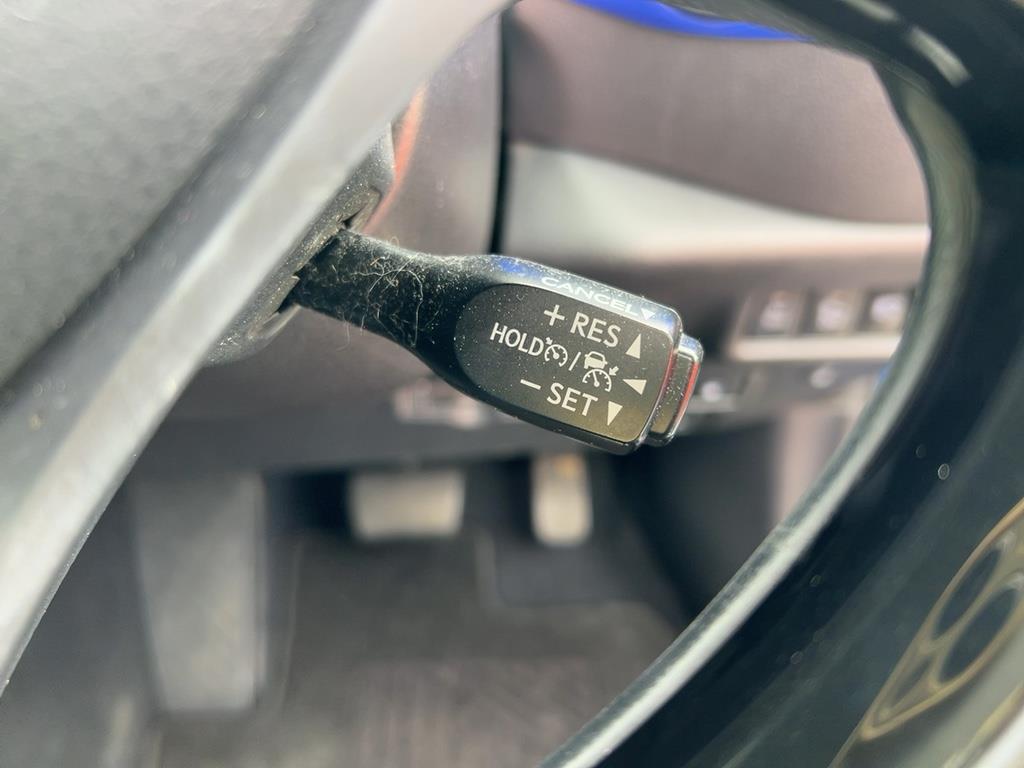 CANCEL▼
+ RES ▲
HOLD /
− SET ▼